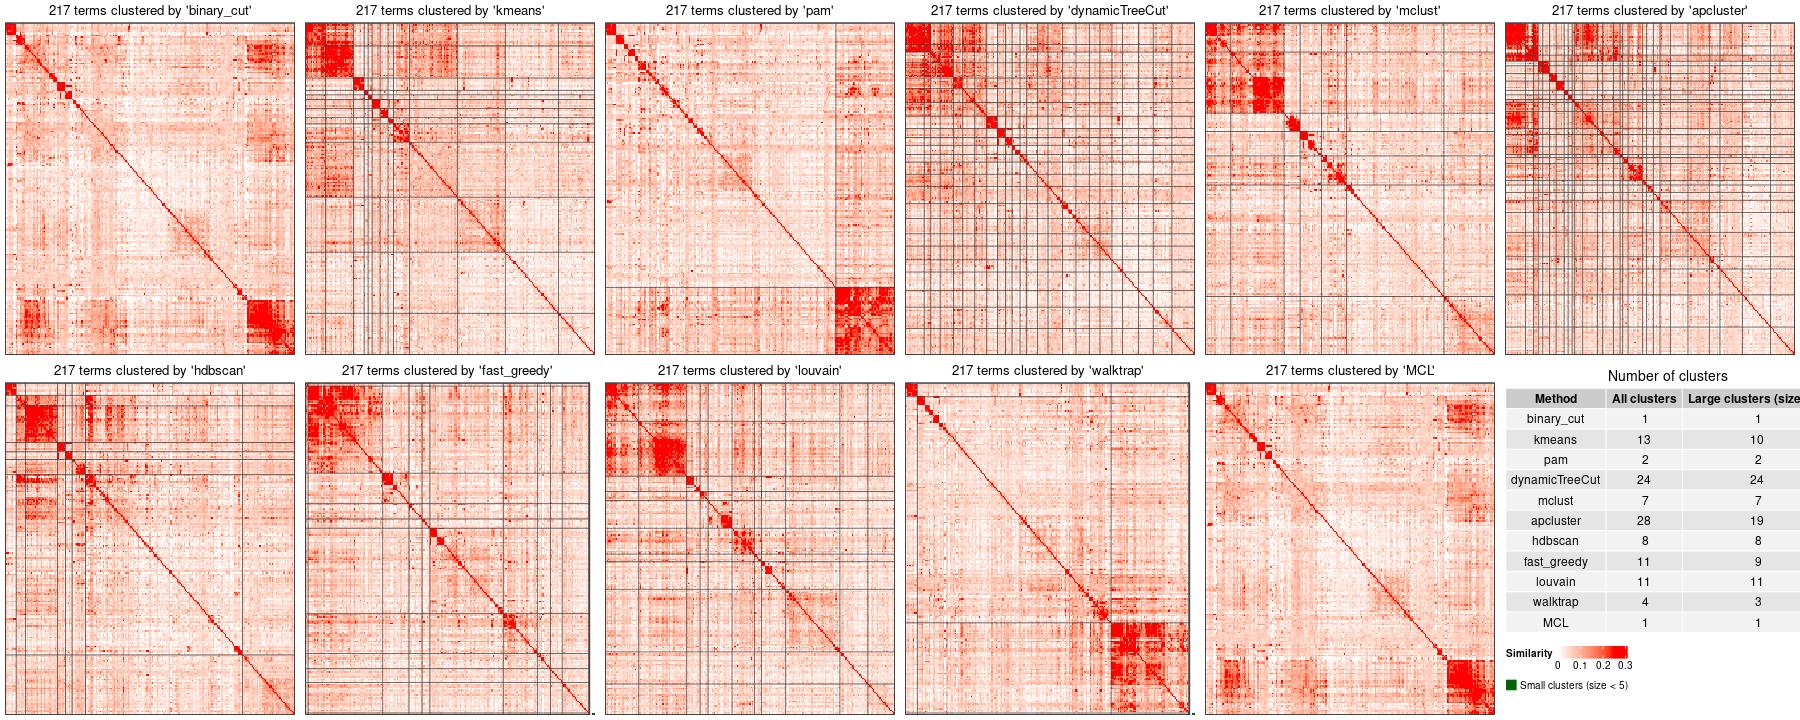 217 terms clustered by 'binary_cut'
217 terms clustered by 'kmeans'
217 terms clustered by 'pam'
217 terms clustered by 'dynamicTreeCut'
217 terms clustered by 'mclust'
217 terms clustered by 'apcluster'
217 terms clustered by 'hdbscan'
217 terms clustered by 'fast_greedy'
217 terms clustered by 'louvain'
217 terms clustered by 'walktrap'
217 terms clustered by 'MCL'
Number of clusters
Method All clusters Large clusters (size
binary_cut 1 1
kmeans 13 10
pam 2 2
dynamicTreeCut 24 24
mclust 7 7
apcluster 28 19
hdbscan 8 8
fast_greedy 11 9
louvain 11 11
walktrap 4 3
MCL 1 1
Similarity
0 0.1 0.2 0.3
Small clusters (size < 5)